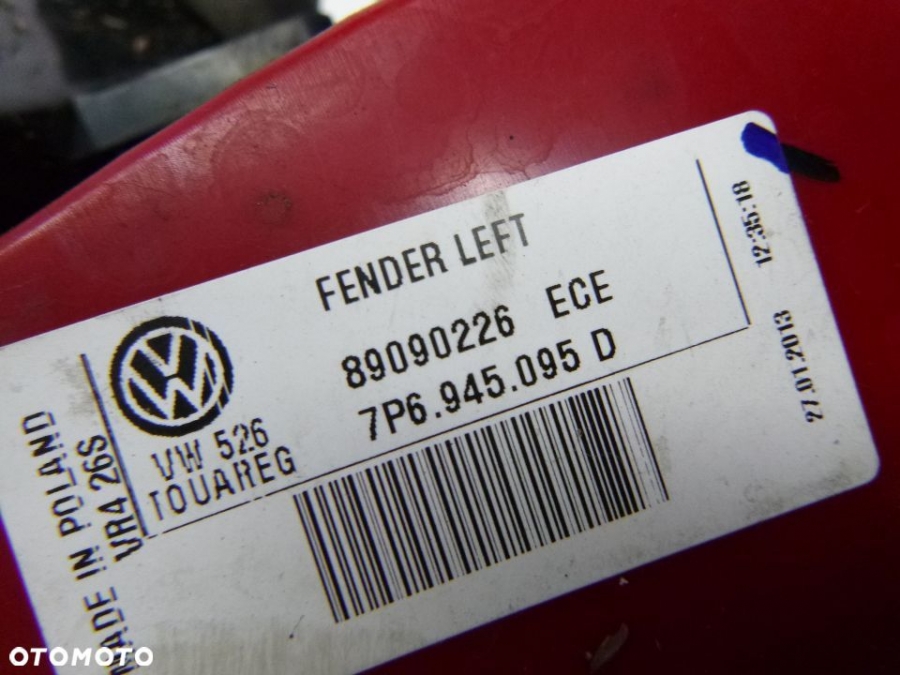 FENDER LEFT
89090226 ECE
7P6.945.095 D
VW 526
TOUAREG
MADE IN POLAND
VR4 26S
27.01.2013 12:35:18
OTOMOTO